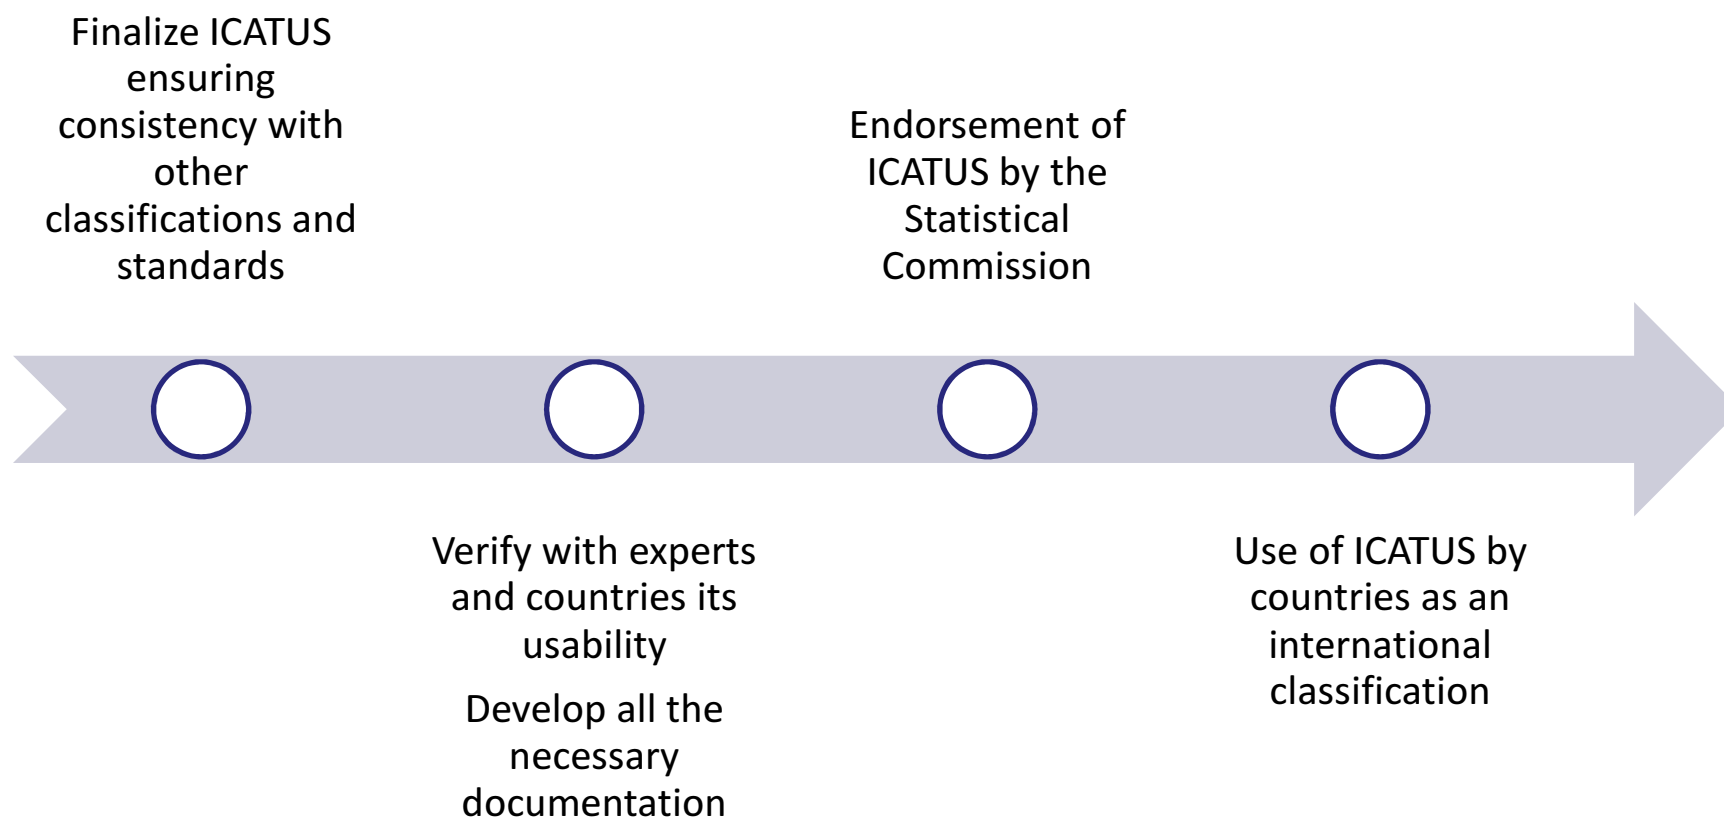 Finalize ICATUS
ensuring
consistency with
other
classifications and
standards
Verify with experts
and countries its
usability
Develop all the
necessary
documentation
Endorsement of
ICATUS by the
Statistical
Commission
Use of ICATUS by
countries as an
international
classification